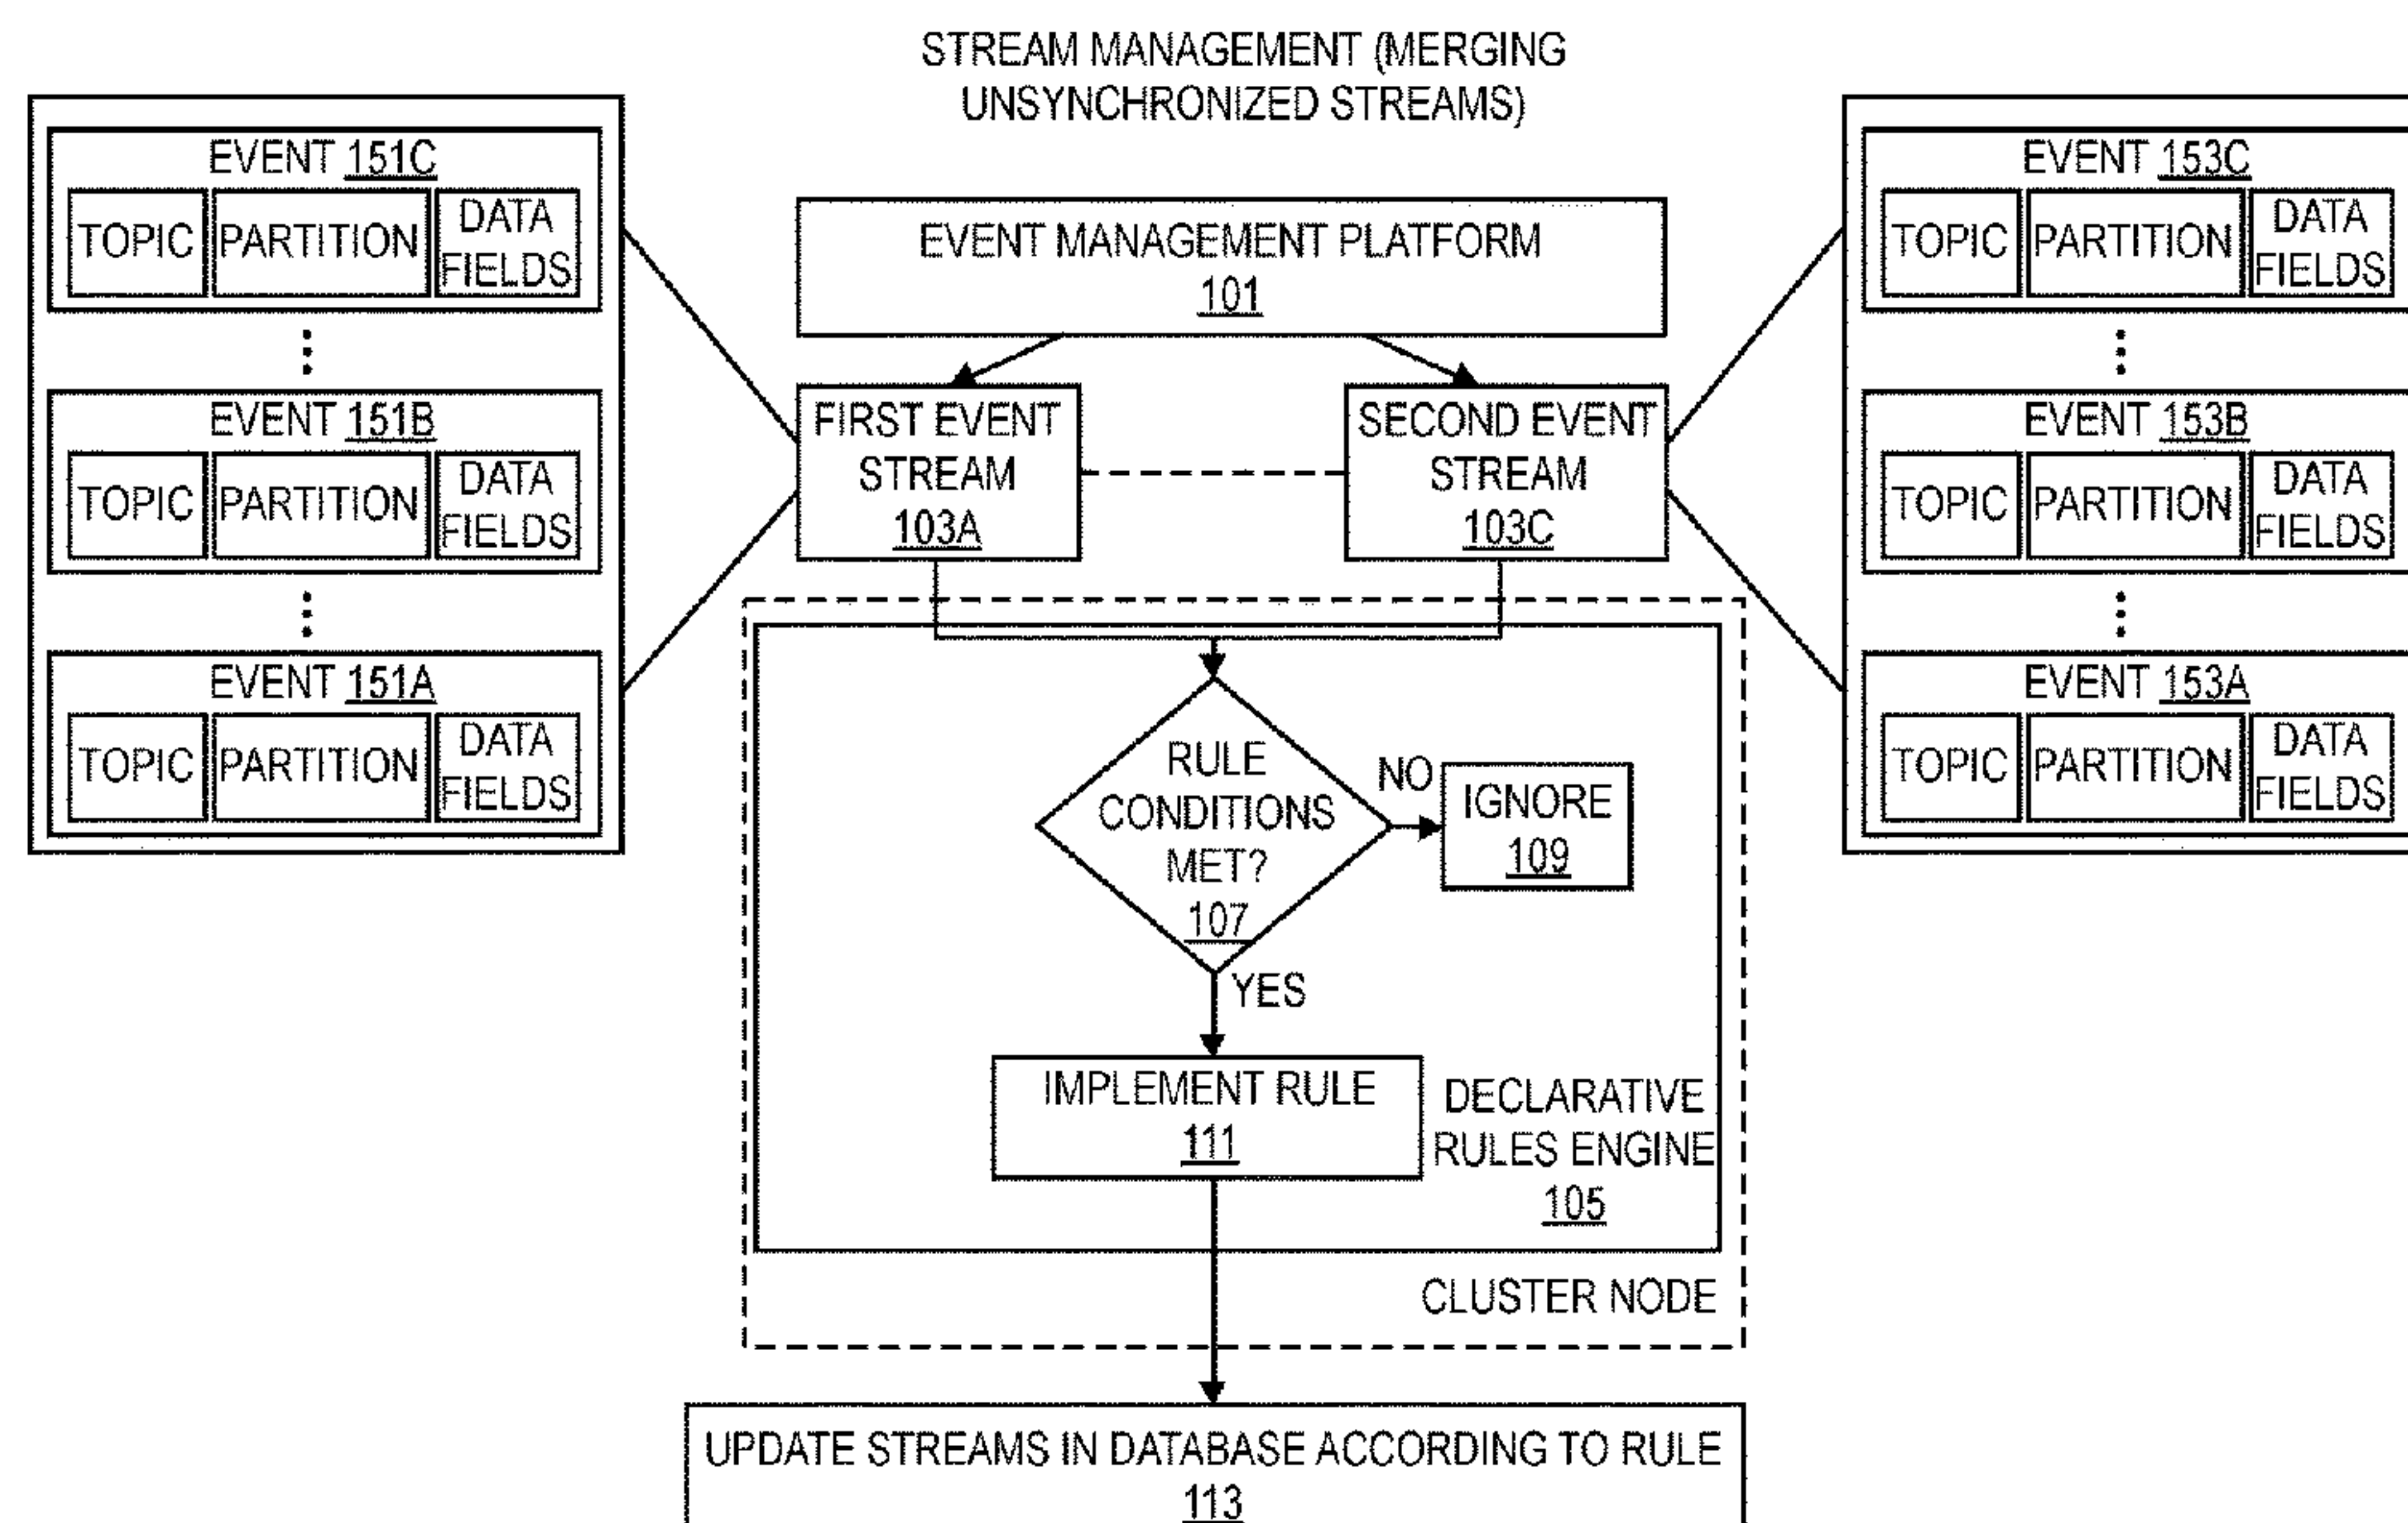 STREAM MANAGEMENT (MERGING
UNSYNCHRONIZED STREAMS)
EVENT 151C
TOPIC PARTITION DATA
FIELDS
EVENT 151B
TOPIC PARTITION DATA
FIELDS
EVENT 151A
TOPIC PARTITION DATA
FIELDS
EVENT MANAGEMENT PLATFORM
101
FIRST EVENT
STREAM
103A
SECOND EVENT
STREAM
103C
EVENT 153C
TOPIC PARTITION DATA
FIELDS
EVENT 153B
TOPIC PARTITION DATA
FIELDS
EVENT 153A
TOPIC PARTITION DATA
FIELDS
RULE
CONDITIONS
MET?
107
NO
IGNORE
109
YES
IMPLEMENT RULE
111
DECLARATIVE
RULES ENGINE
105
CLUSTER NODE
UPDATE STREAMS IN DATABASE ACCORDING TO RULE
113